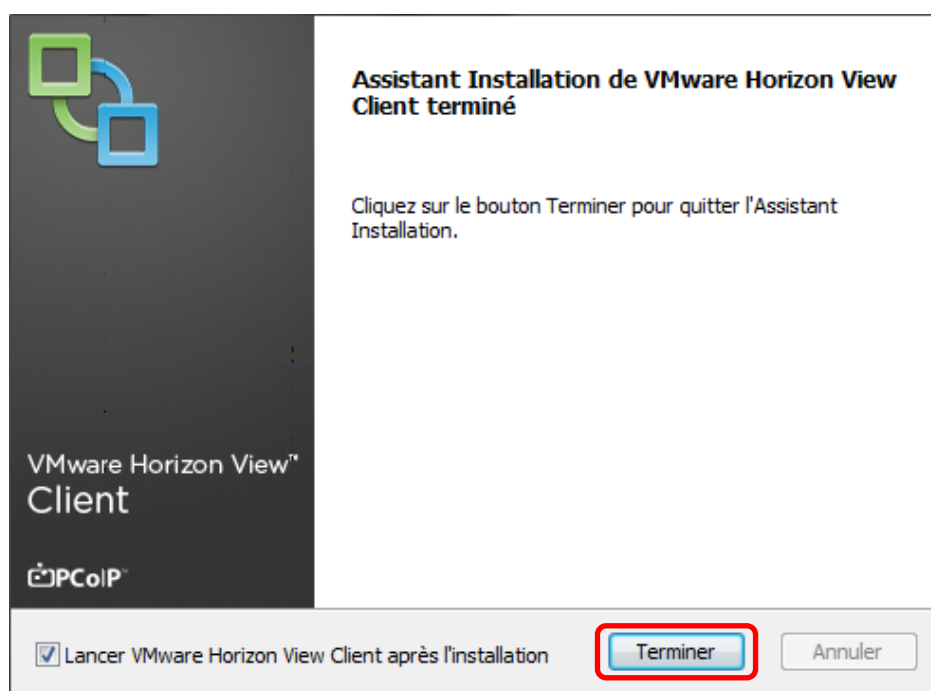 Assistant Installation de VMware Horizon View
Client terminé
Cliquez sur le bouton Terminer pour quitter l'Assistant
Installation.
VMware Horizon View™
Client
PCoIP™
Lancer VMware Horizon View Client après l'installation
Terminer
Annuler